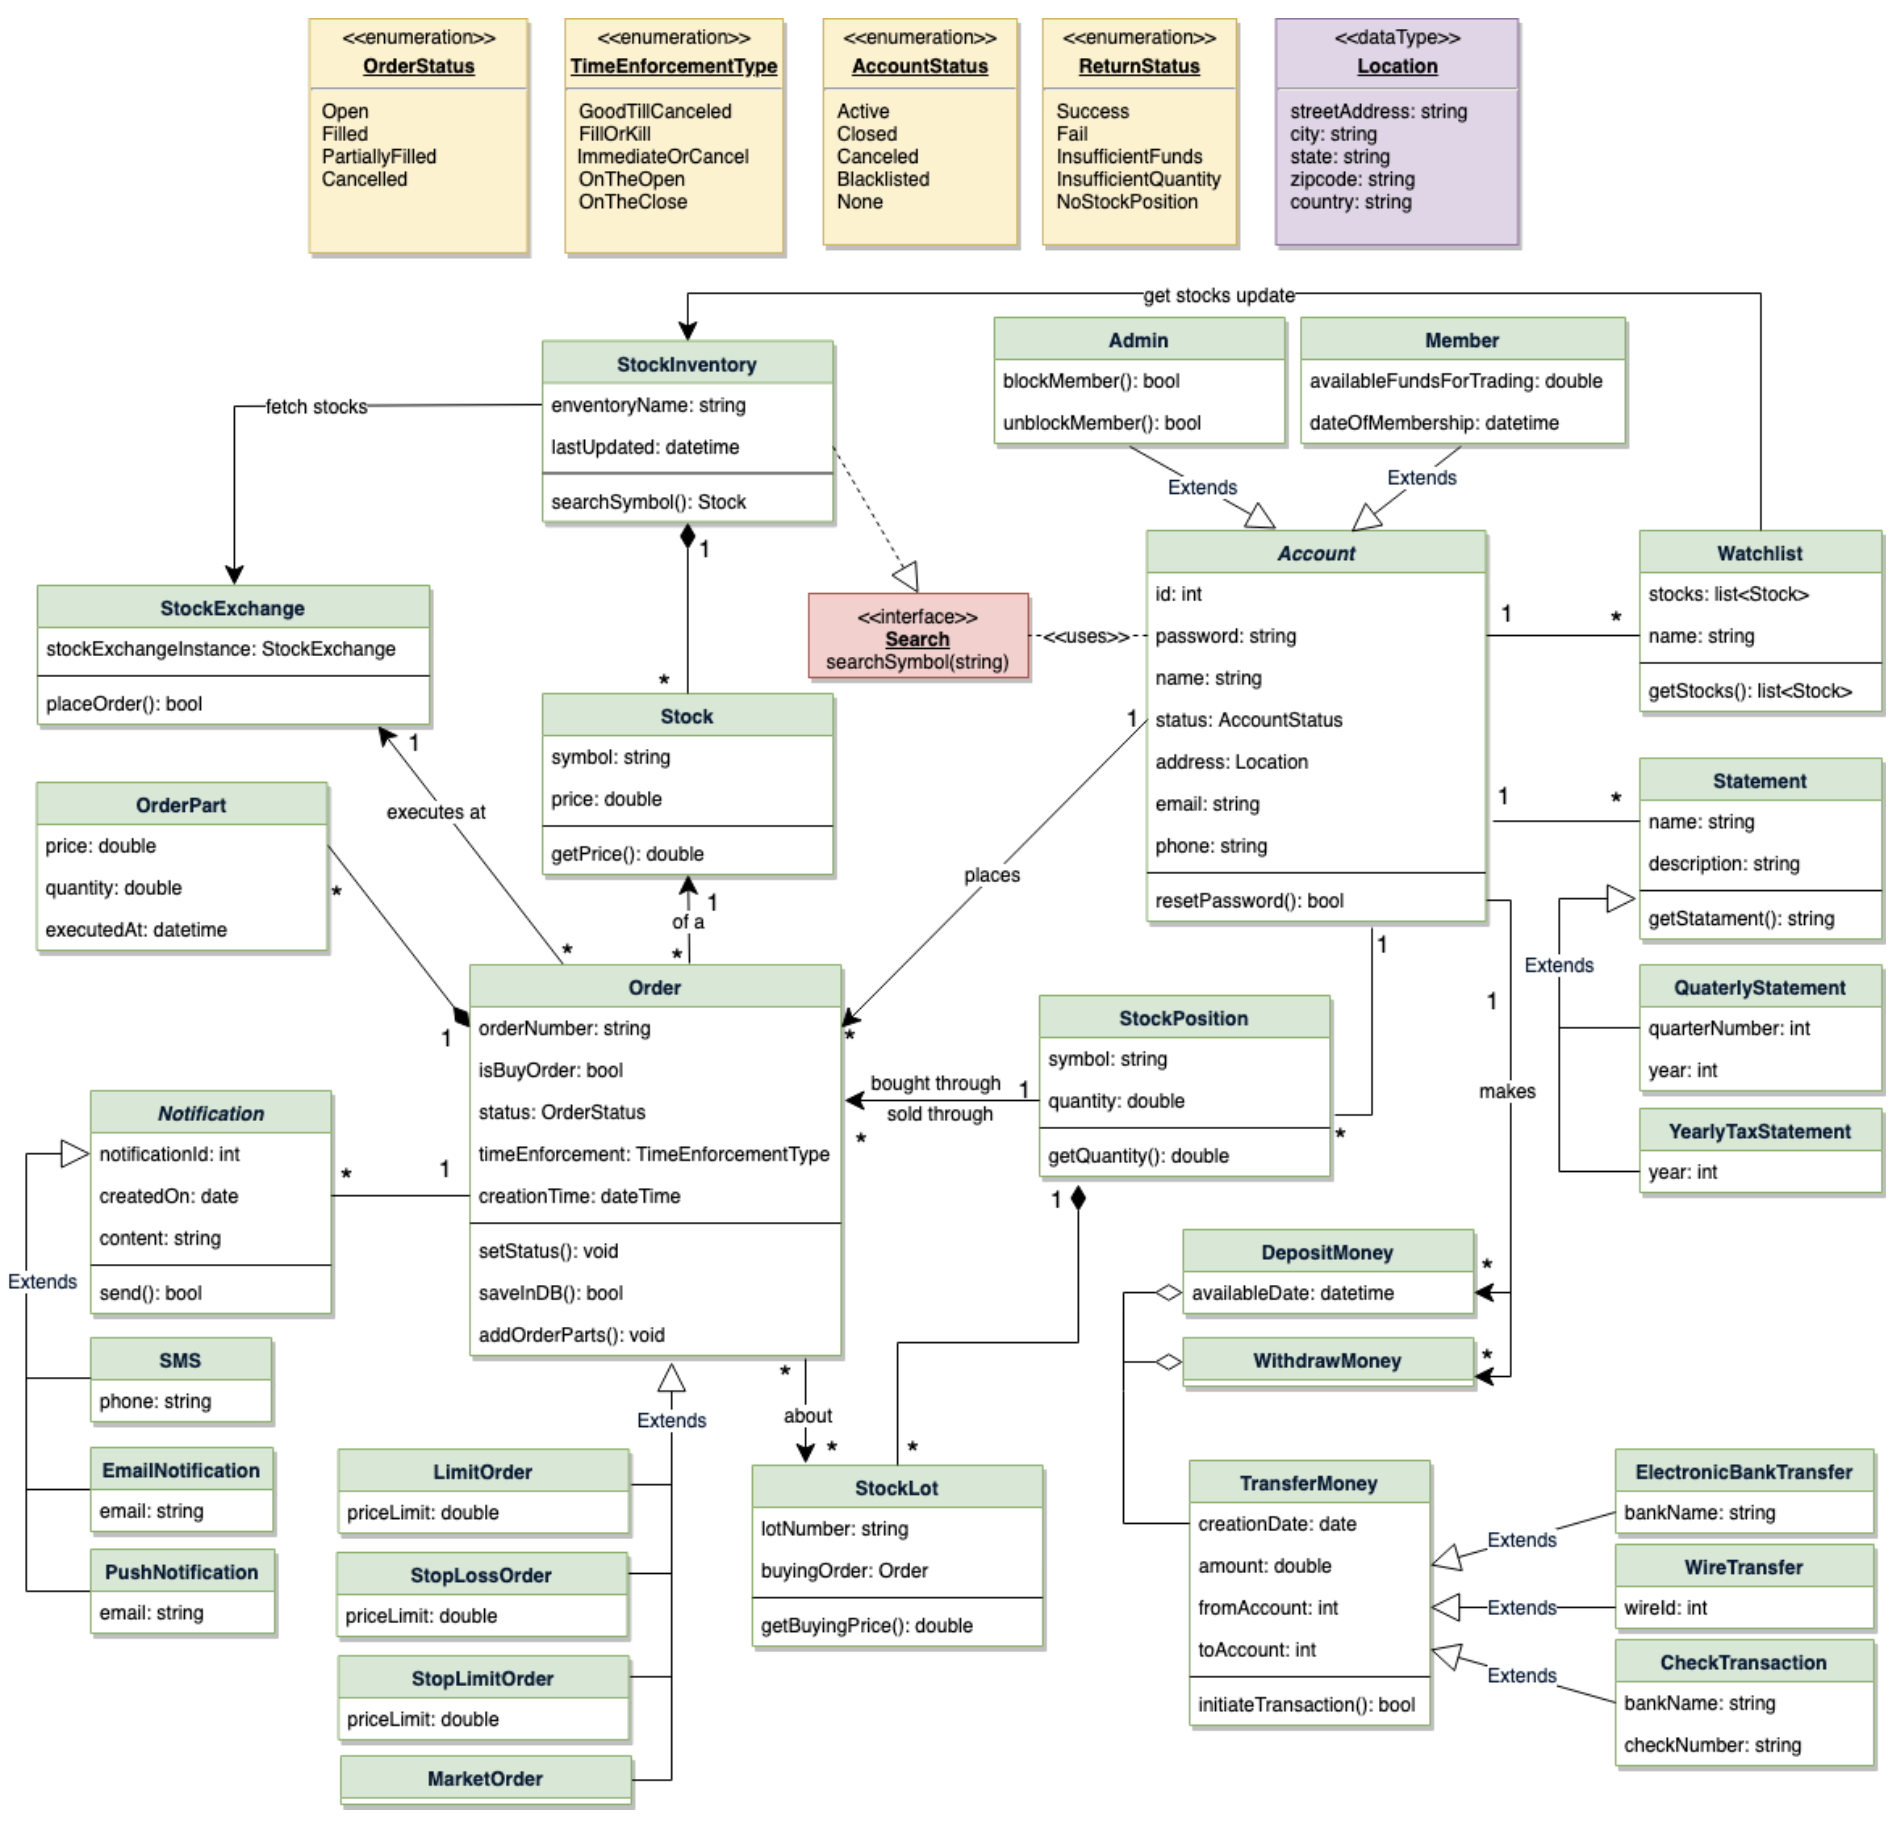 <<enumeration>>
OrderStatus
Open
Filled
PartiallyFilled
Cancelled
<<enumeration>>
TimeEnforcementType
GoodTillCanceled
FillOrKill
ImmediateOrCancel
OnTheOpen
OnTheClose
<<enumeration>>
AccountStatus
Active
Closed
Canceled
Blacklisted
None
<<enumeration>>
ReturnStatus
Success
Fail
InsufficientFunds
InsufficientQuantity
NoStockPosition
<<dataType>>
Location
streetAddress: string
city: string
state: string
zipcode: string
country: string
get stocks update
StockInventory
enventoryName: string
lastUpdated: datetime
searchSymbol(): Stock
fetch stocks
Admin
blockMember(): bool
unblockMember(): bool
Member
availableFundsForTrading: double
dateOfMembership: datetime
Extends
Extends
1
*
StockExchange
stockExchangeInstance: StockExchange
placeOrder(): bool
<<interface>>
Search
searchSymbol(string)
<<uses>>
Account
id: int
password: string
name: string
status: AccountStatus
address: Location
email: string
phone: string
resetPassword(): bool
1
*
Watchlist
stocks: list<Stock>
name: string
getStocks(): list<Stock>
Stock
symbol: string
price: double
getPrice(): double
1
executes at
*
1
places
*
1
of a
*
OrderPart
price: double
quantity: double
executedAt: datetime
*
1
1
*
Statement
name: string
description: string
getStatament(): string
Extends
QuaterlyStatement
quarterNumber: int
year: int
YearlyTaxStatement
year: int
Order
orderNumber: string
isBuyOrder: bool
status: OrderStatus
timeEnforcement: TimeEnforcementType
creationTime: dateTime
setStatus(): void
saveInDB(): bool
addOrderParts(): void
StockPosition
symbol: string
quantity: double
getQuantity(): double
bought through
sold through
1
*
1
*
1
makes
*
*
Notification
notificationId: int
createdOn: date
content: string
send(): bool
*
1
Extends
SMS
phone: string
EmailNotification
email: string
PushNotification
email: string
1
*
DepositMoney
availableDate: datetime
WithdrawMoney
Extends
*
about
*
LimitOrder
priceLimit: double
StopLossOrder
priceLimit: double
StopLimitOrder
priceLimit: double
MarketOrder
StockLot
lotNumber: string
buyingOrder: Order
getBuyingPrice(): double
TransferMoney
creationDate: date
amount: double
fromAccount: int
toAccount: int
initiateTransaction(): bool
Extends
Extends
Extends
ElectronicBankTransfer
bankName: string
WireTransfer
wireId: int
CheckTransaction
bankName: string
checkNumber: string